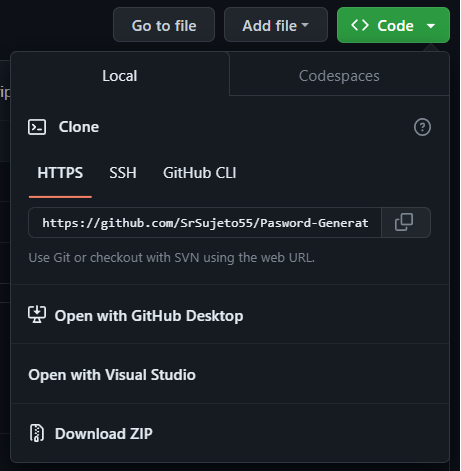 Go to file Add file Code
Local Codespaces
Clone
HTTPS SSH GitHub CLI
https://github.com/SrSujeto55/Pasword-Generat
Use Git or checkout with SVN using the web URL.
Open with GitHub Desktop
Open with Visual Studio
Download ZIP